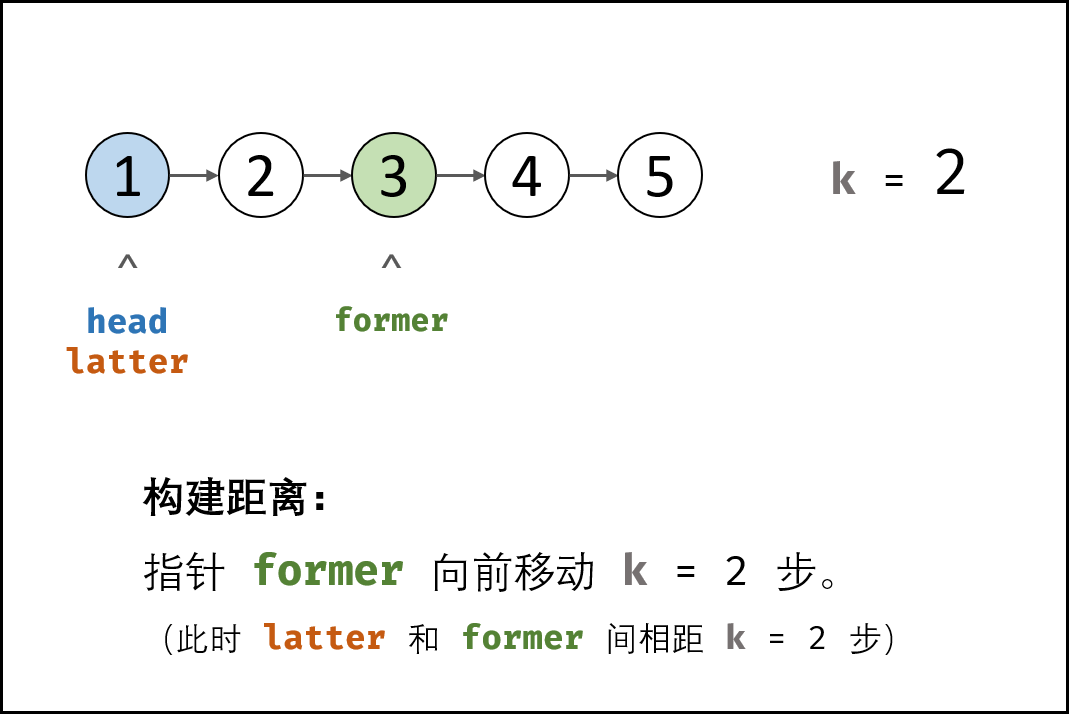 1 2 3 4 5 k = 2
^ ^
head former
latter
构建距离:
指针 former 向前移动 k = 2 步。
(此时 latter 和 former 间相距 k = 2 步)